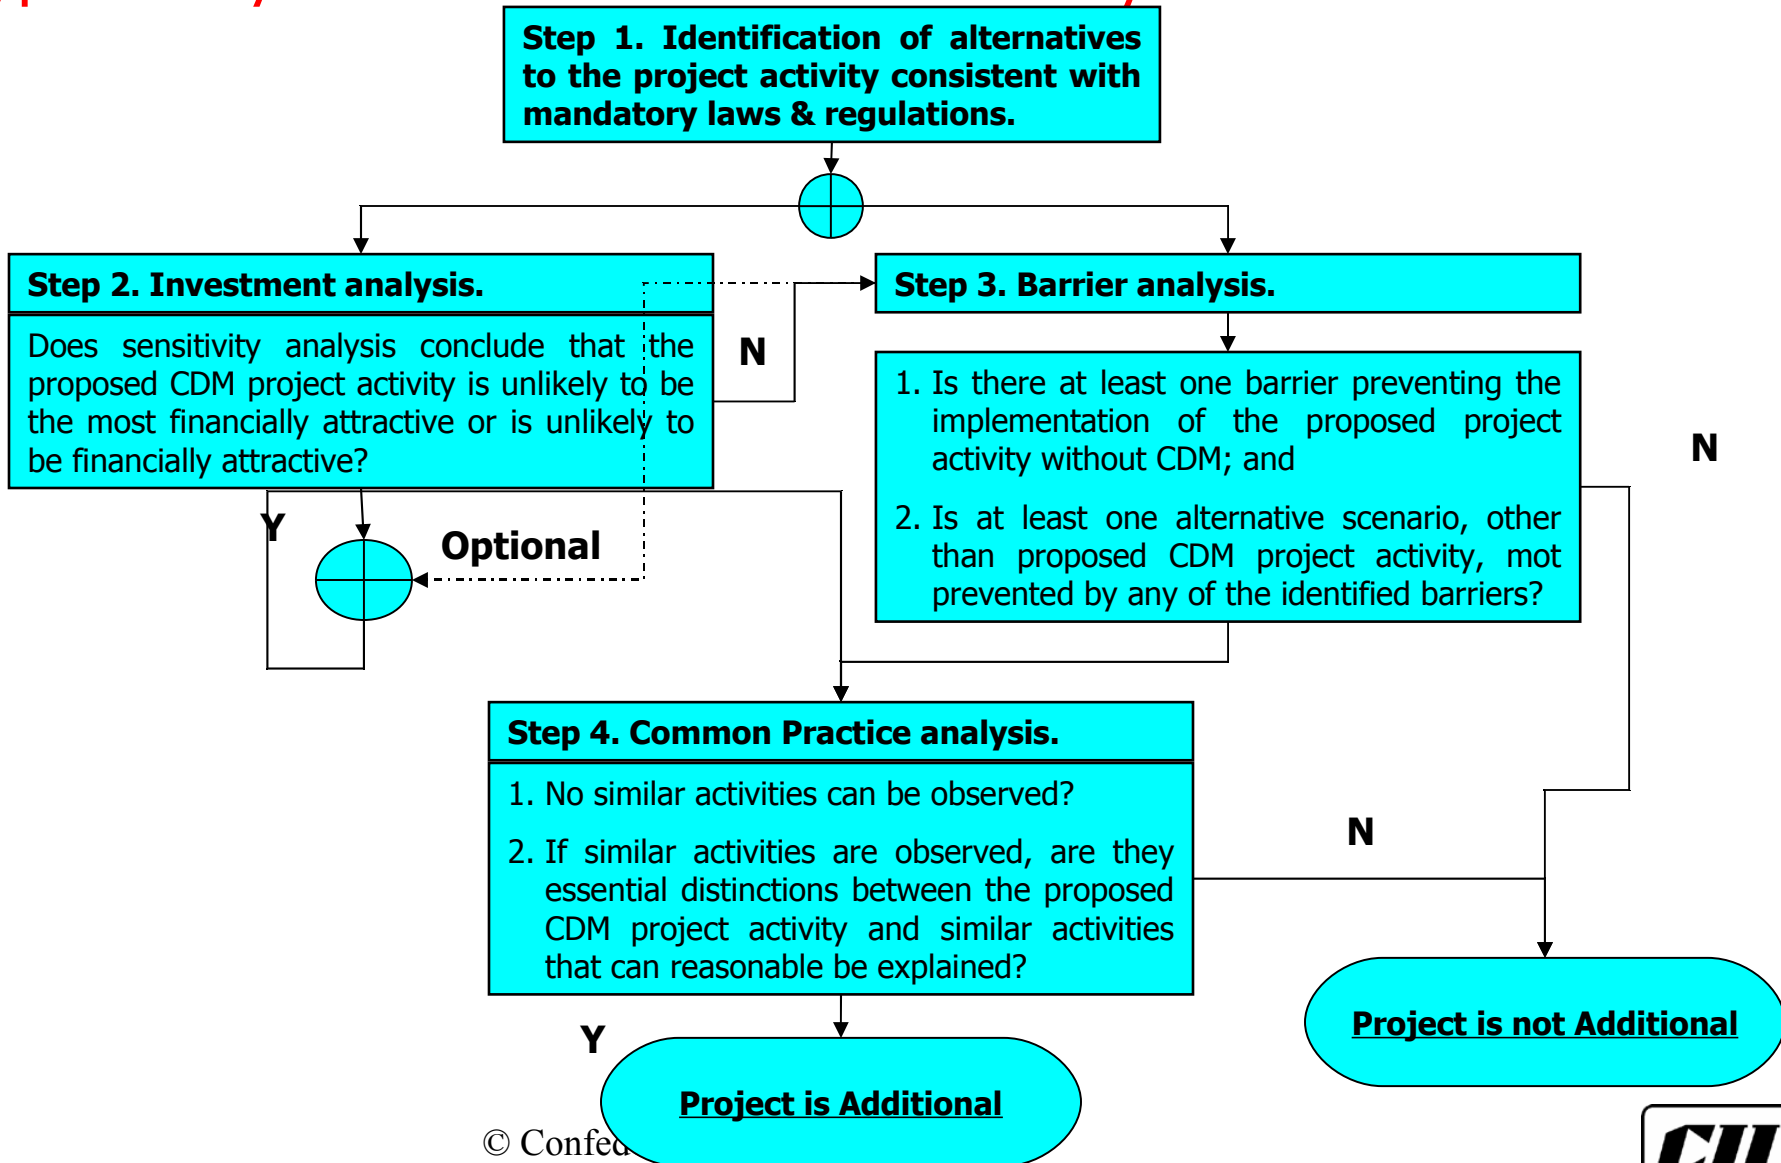 Step 1. Identification of alternatives
to the project activity consistent with
mandatory laws & regulations.
Step 2. Investment analysis.
Step 3. Barrier analysis.
Does sensitivity analysis conclude that the
proposed CDM project activity is unlikely to be
the most financially attractive or is unlikely to
be financially attractive?
N
1. Is there at least one barrier preventing the
implementation of the proposed project
activity without CDM; and
2. Is at least one alternative scenario, other
than proposed CDM project activity, mot
prevented by any of the identified barriers?
N
Y
Optional
Step 4. Common Practice analysis.
1. No similar activities can be observed?
2. If similar activities are observed, are they
essential distinctions between the proposed
CDM project activity and similar activities
that can reasonable be explained?
N
Y
Project is not Additional
Project is Additional
© Confed
CII